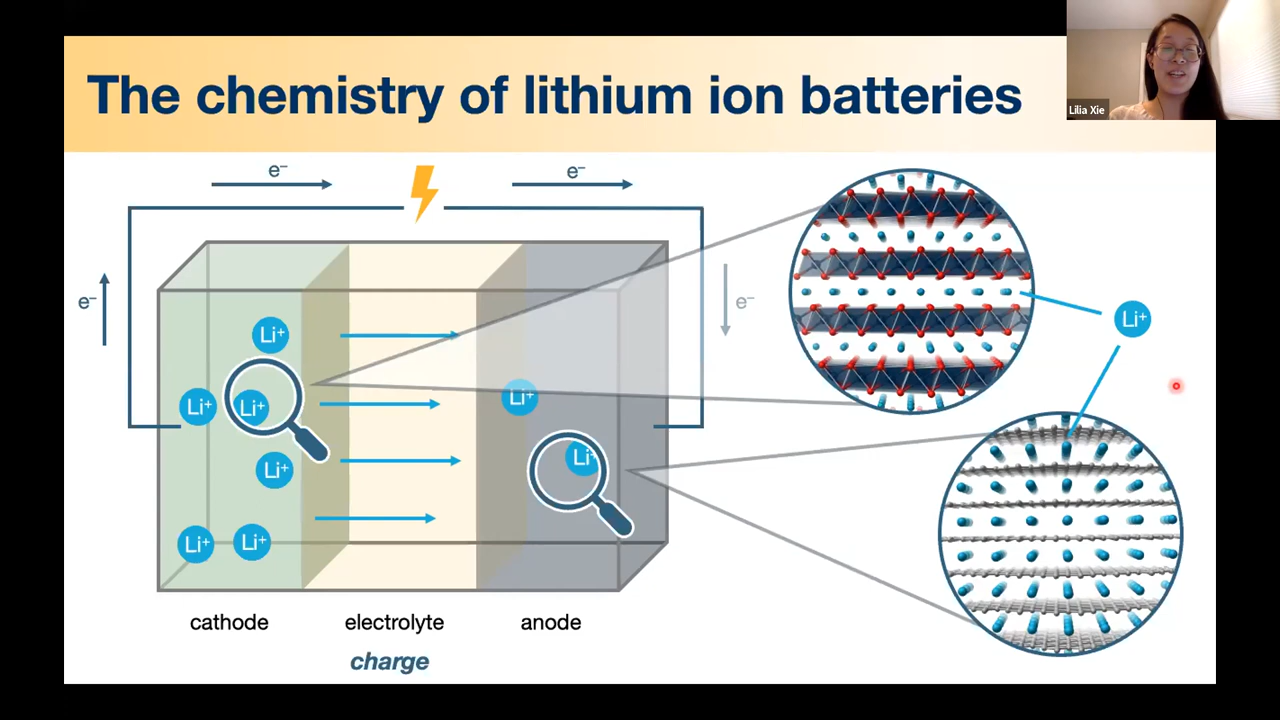 The chemistry of lithium ion batteries
Lilia Xie
e⁻
e⁻
e⁻
e⁻
Li⁺
Li⁺
Li⁺
Li⁺
Li⁺
Li⁺
Li⁺
Li⁺
Li⁺
cathode
electrolyte
anode
charge